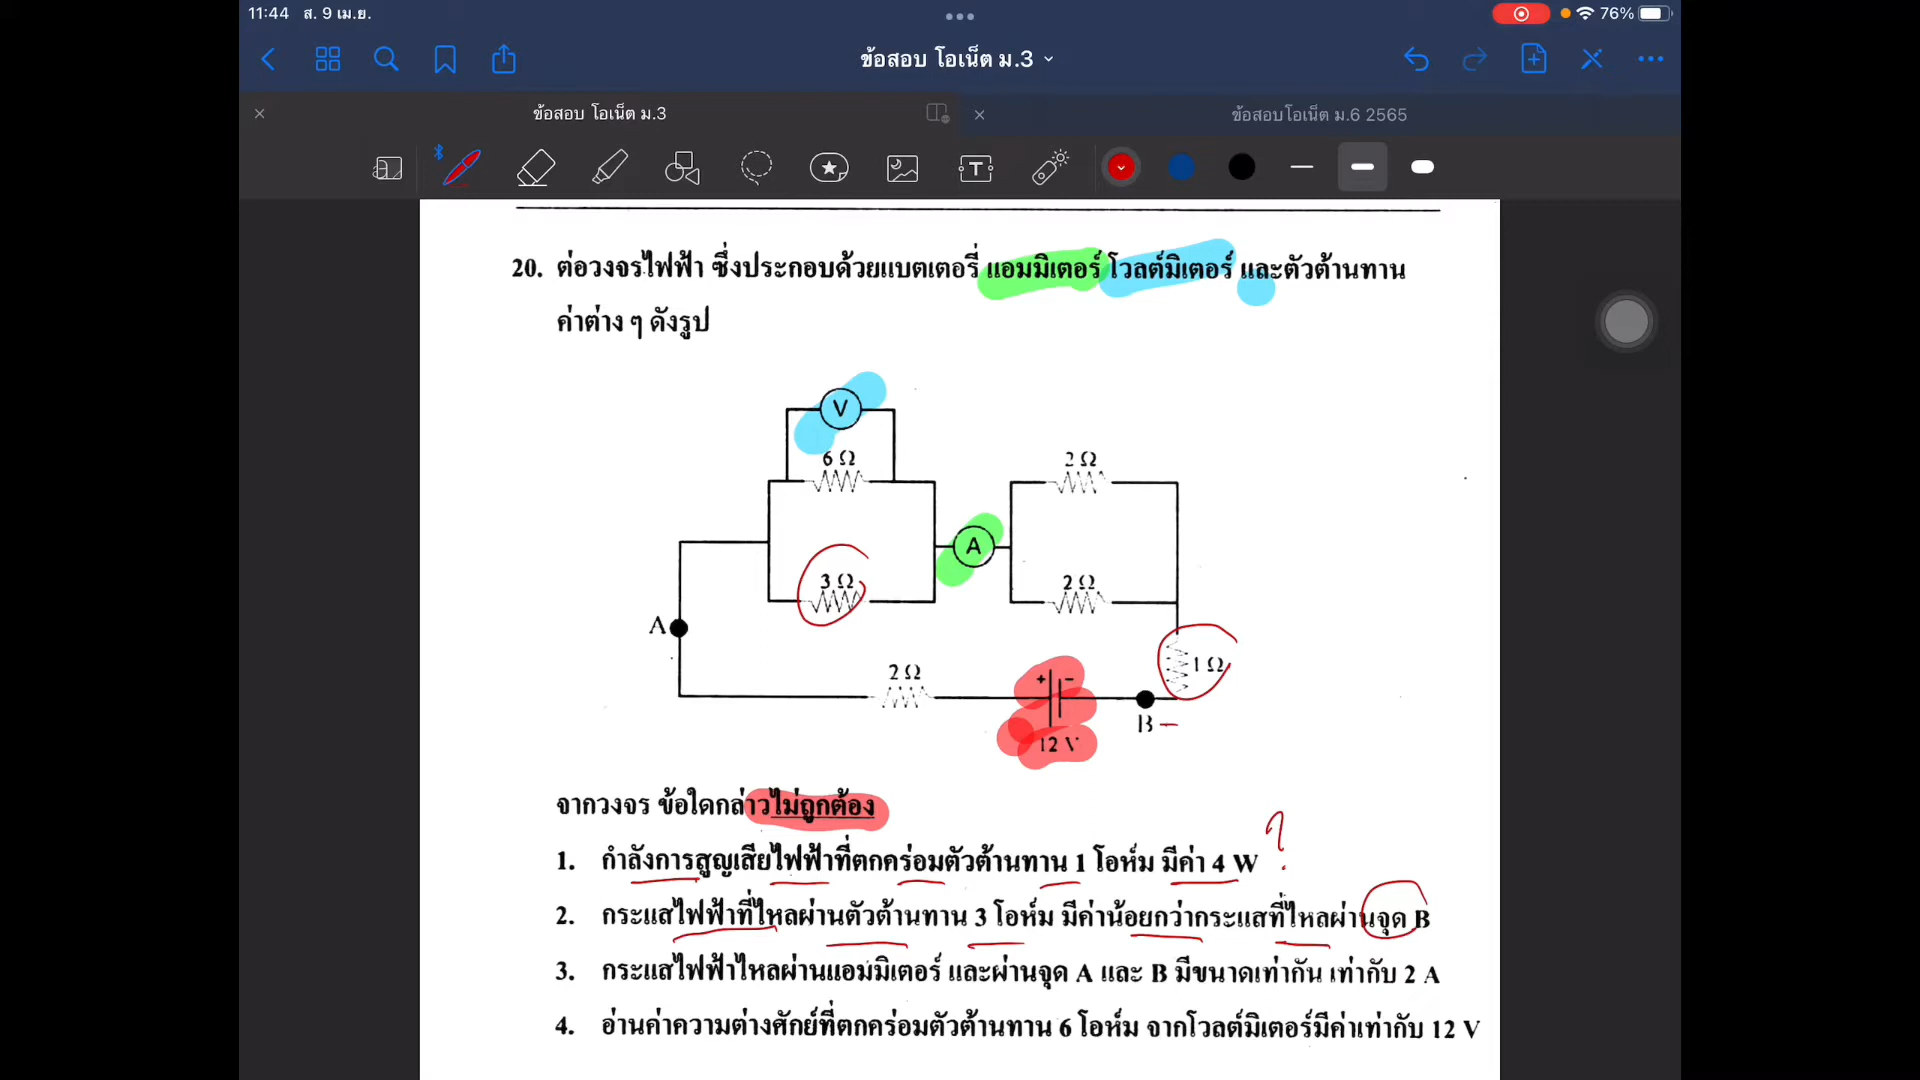 11:44 ส. 9 เม.ย.
76%
ข้อสอบ โอเน็ต ม.3
ข้อสอบ โอเน็ต ม.3
ข้อสอบโอเน็ต ม.6 2565
20. ต่อวงจรไฟฟ้า ซึ่งประกอบด้วยแบตเตอรี่ แอมมิเตอร์ โวลต์มิเตอร์ และตัวต้านทาน
ค่าต่าง ๆ ดังรูป
V
6 Ω
2 Ω
A
3 Ω
2 Ω
A
1 Ω
2 Ω
+ −
B
12 V
จากวงจร ข้อใดกล่าวไม่ถูกต้อง
?
1. กำลังการสูญเสียไฟฟ้าที่ตกคร่อมตัวต้านทาน 1 โอห์ม มีค่า 4 W
2. กระแสไฟฟ้าที่ไหลผ่านตัวต้านทาน 3 โอห์ม มีค่าน้อยกว่ากระแสที่ไหลผ่านจุด B
3. กระแสไฟฟ้าไหลผ่านแอมมิเตอร์ และผ่านจุด A และ B มีขนาดเท่ากัน เท่ากับ 2 A
4. อ่านค่าความต่างศักย์ที่ตกคร่อมตัวต้านทาน 6 โอห์ม จากโวลต์มิเตอร์มีค่าเท่ากับ 12 V